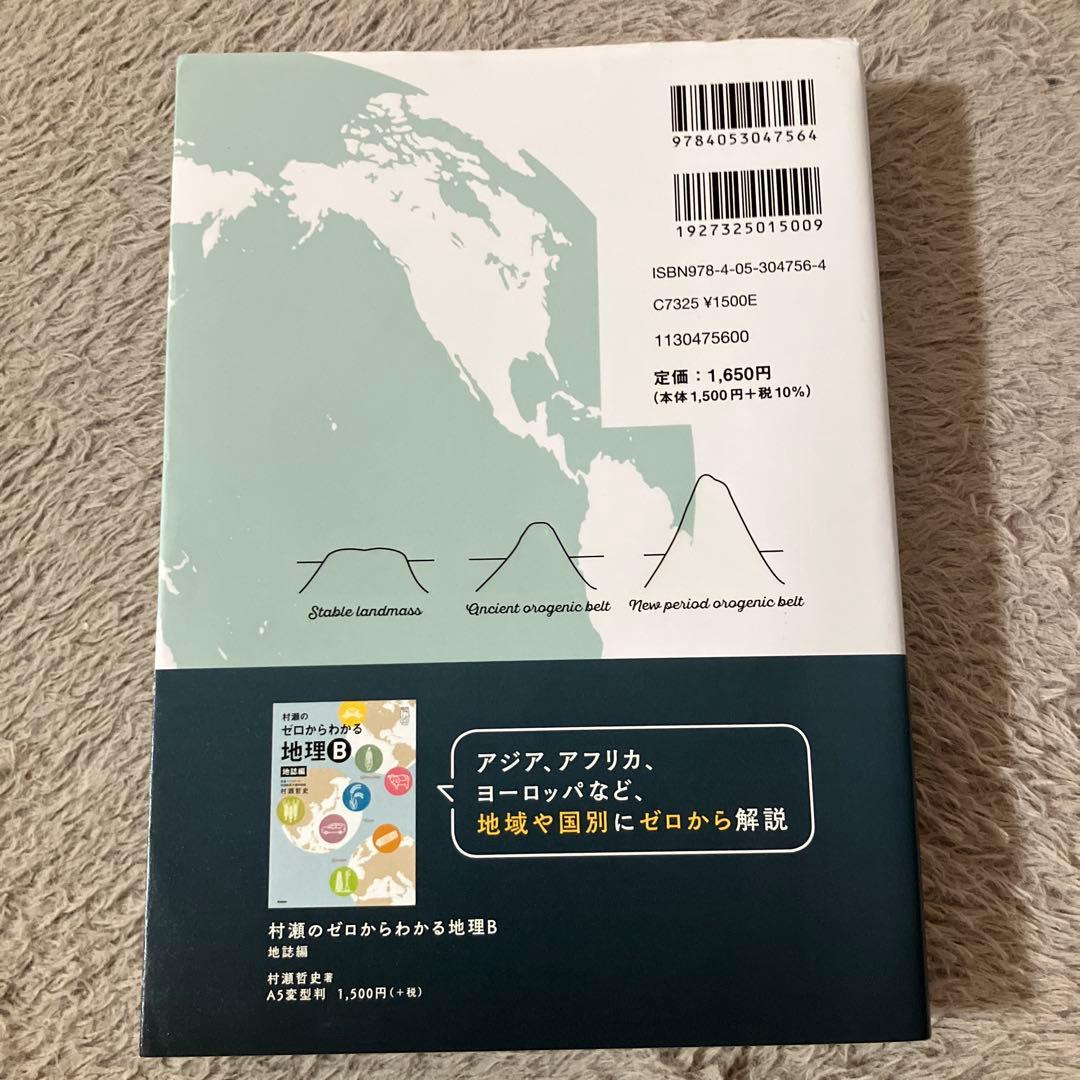 9784053047564
1927325015009
ISBN978-4-05-304756-4
C7325 ¥1500E
1130475600
定価：1,650円
(本体1,500円＋税10%)
Stable landmass
Ancient orogenic belt
New period orogenic belt
村瀬の
ゼロからわかる
地理B
地誌編
村瀬哲史
アジア、アフリカ、
ヨーロッパなど、
地域や国別にゼロから解説
村瀬のゼロからわかる地理B
地誌編
村瀬哲史著
A5変型判 1,500円(＋税)